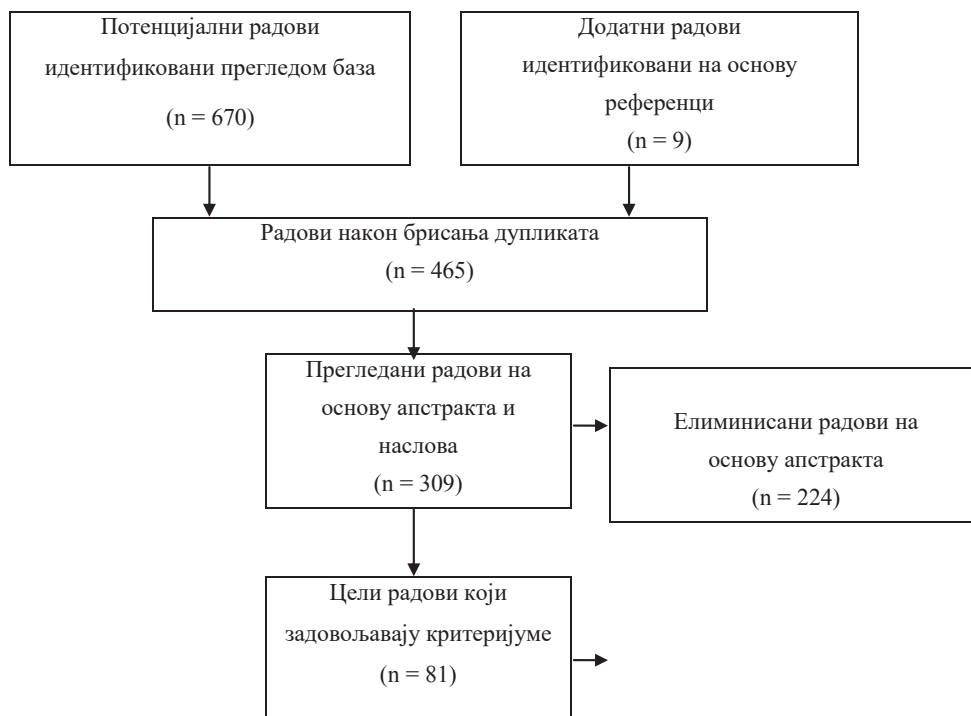 Потенцијални радови
идентификовани прегледом база
(n = 670)
Додатни радови
идентификовани на основу
референци
(n = 9)
Радови након брисања дупликата
(n = 465)
Прегледани радови на
основу апстракта и
наслова
(n = 309)
Елиминисани радови на
основу апстракта
(n = 224)
Цели радови који
задовољавају критеријуме
(n = 81)